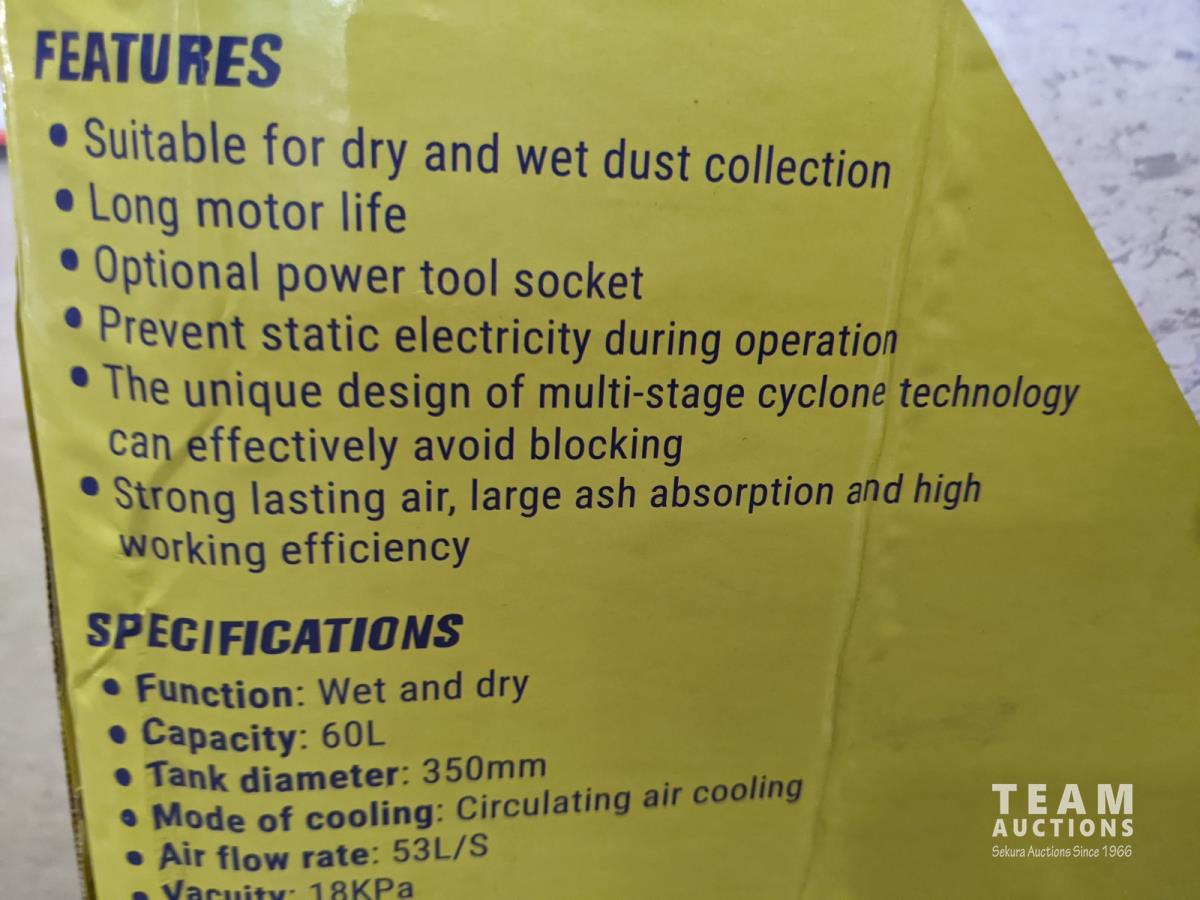 FEATURES
• Suitable for dry and wet dust collection
• Long motor life
• Optional power tool socket
• Prevent static electricity during operation
• The unique design of multi-stage cyclone technology
can effectively avoid blocking
• Strong lasting air, large ash absorption and high
working efficiency
SPECIFICATIONS
• Function: Wet and dry
• Capacity: 60L
• Tank diameter: 350mm
• Mode of cooling: Circulating air cooling
• Air flow rate: 53L/S
• Vacuity: 18KPa
TEAM
AUCTIONS
Sekura Auctions Since 1966